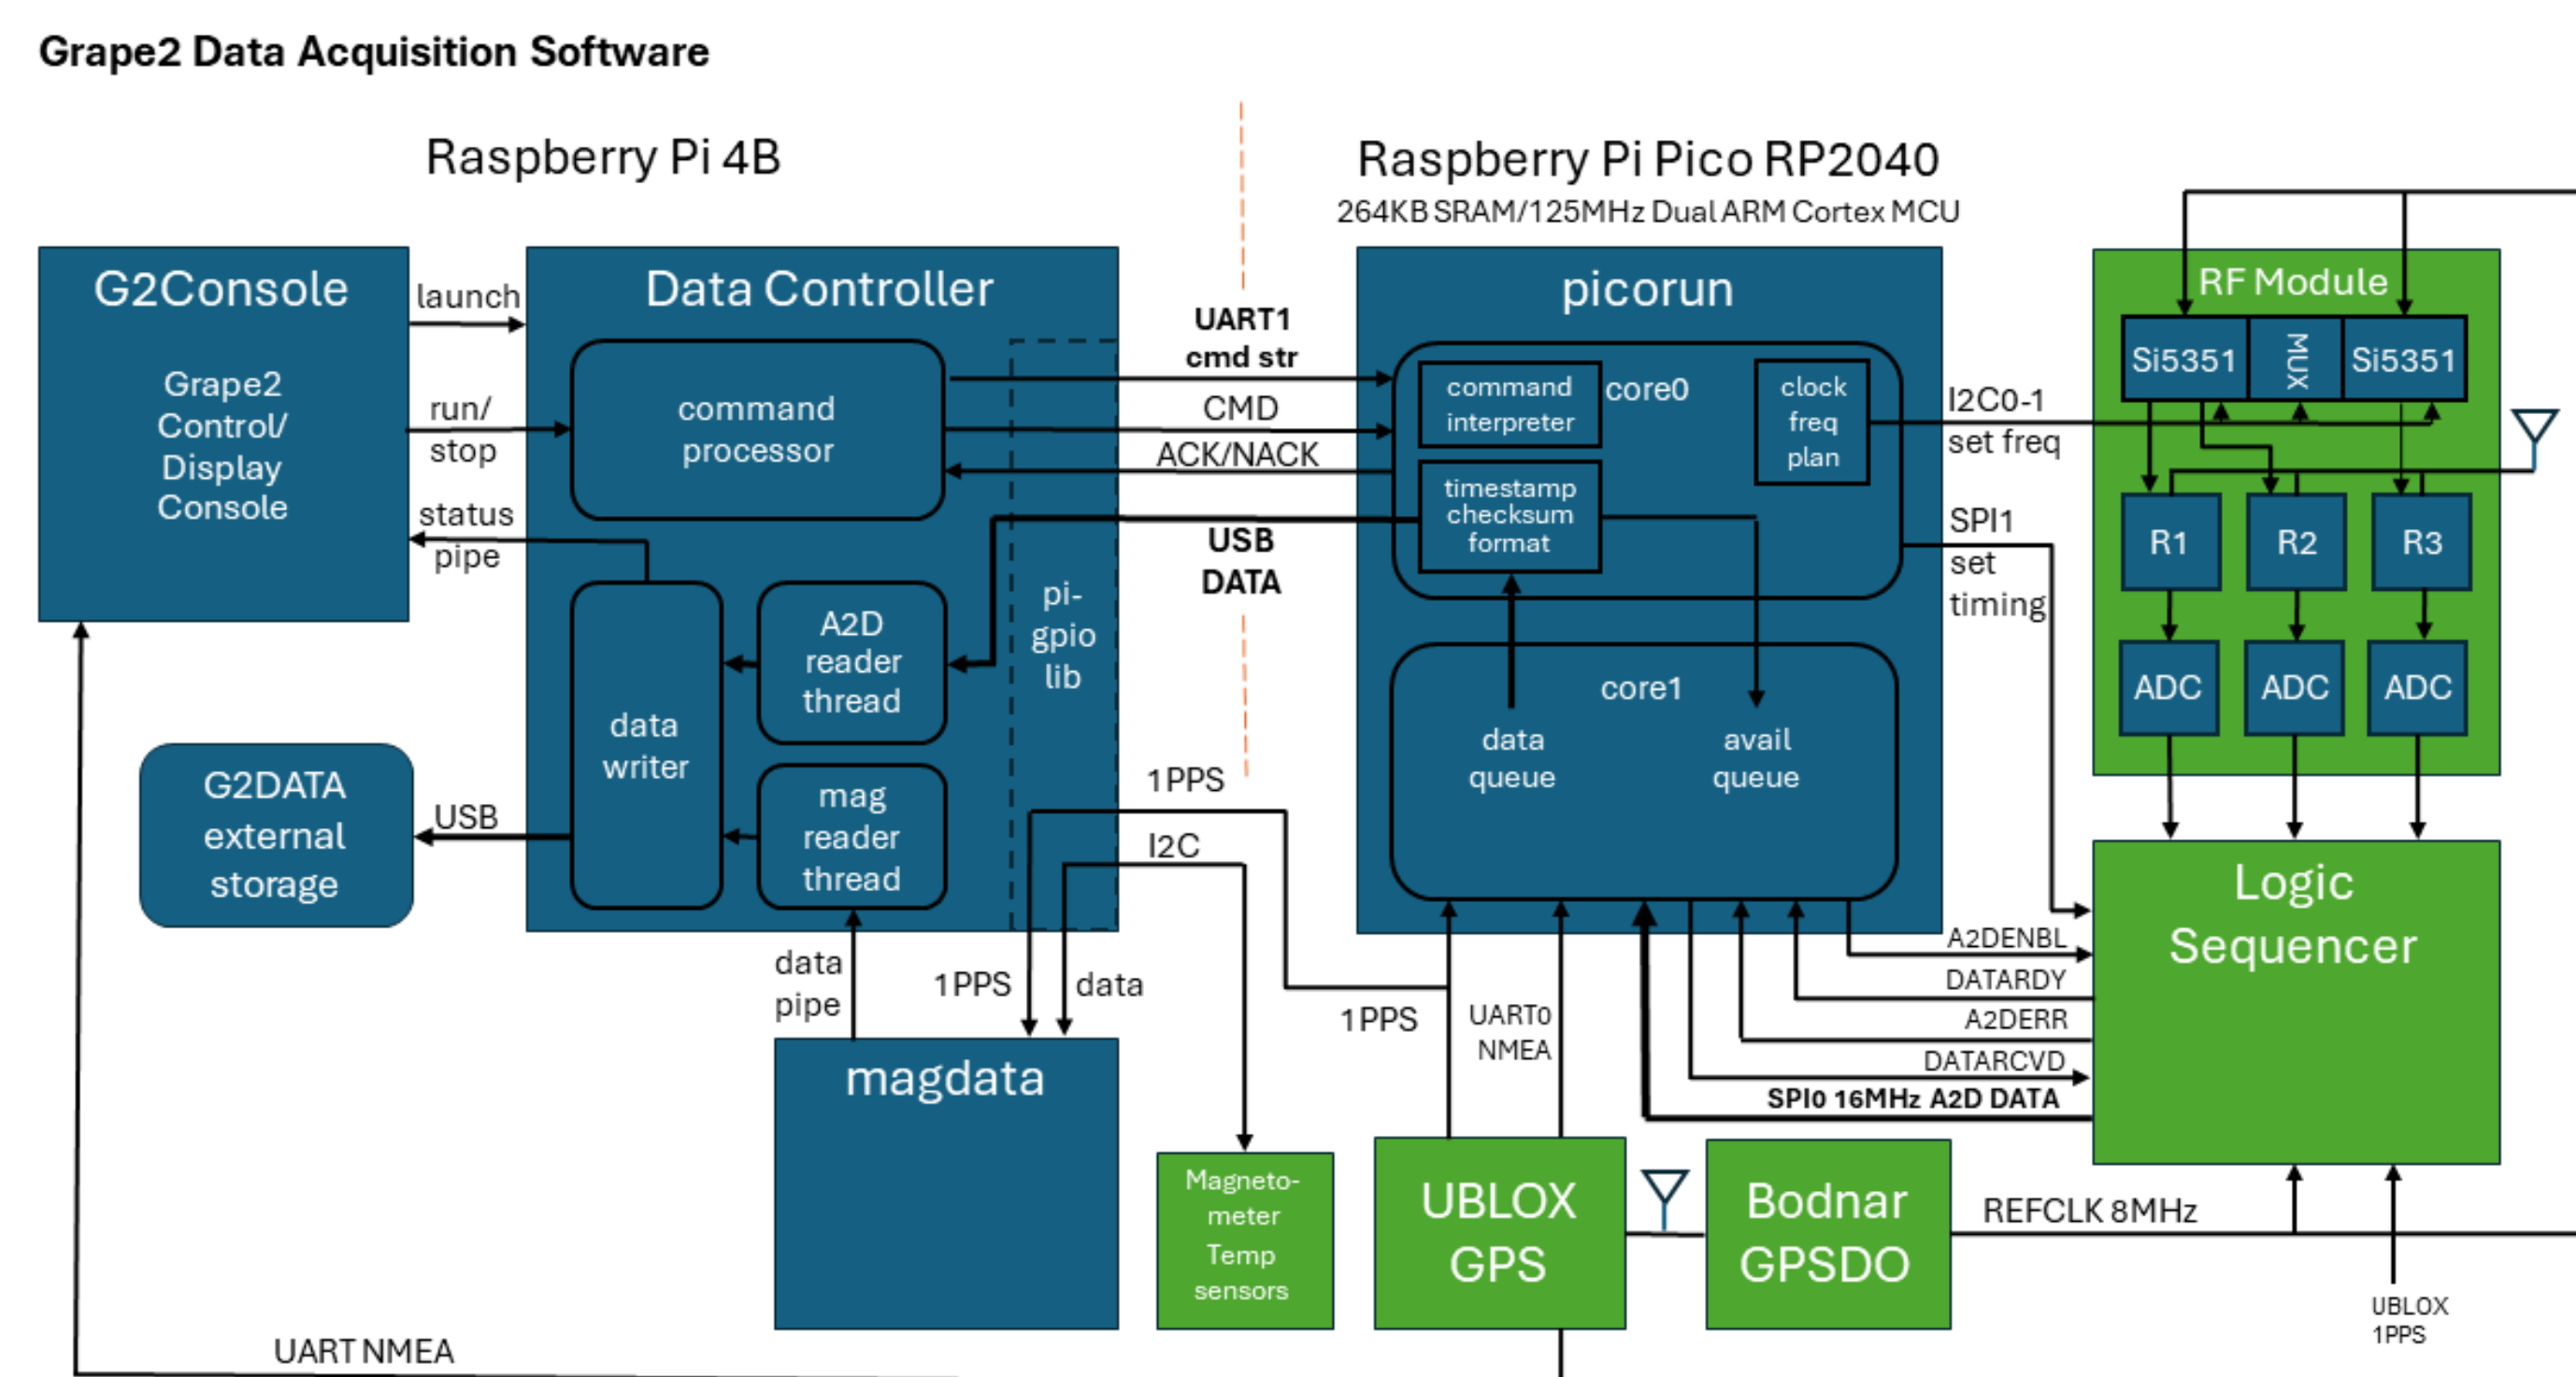 Grape2 Data Acquisition Software
Raspberry Pi 4B
Raspberry Pi Pico RP2040
264KB SRAM/125MHz Dual ARM Cortex MCU
G2Console
Grape2
Control/
Display
Console
launch
run/
stop
status
pipe
Data Controller
command
processor
A2D
reader
thread
data
writer
mag
reader
thread
pi-
gpio
lib
G2DATA
external
storage
USB
UART1
cmd str
CMD
ACK/NACK
USB
DATA
1PPS
I2C
picorun
command
interpreter
core0
clock
freq
plan
timestamp
checksum
format
core1
data
queue
avail
queue
I2C0-1
set freq
SPI1
set
timing
RF Module
Si5351
MUX
Si5351
R1
R2
R3
ADC
ADC
ADC
Logic
Sequencer
A2DENBL
DATARDY
A2DERR
DATARCVD
SPI0 16MHz A2D DATA
data
pipe
1PPS
data
1PPS
UART0
NMEA
magdata
Magneto-
meter
Temp
sensors
UBLOX
GPS
Bodnar
GPSDO
REFCLK 8MHz
UBLOX
1PPS
UART NMEA